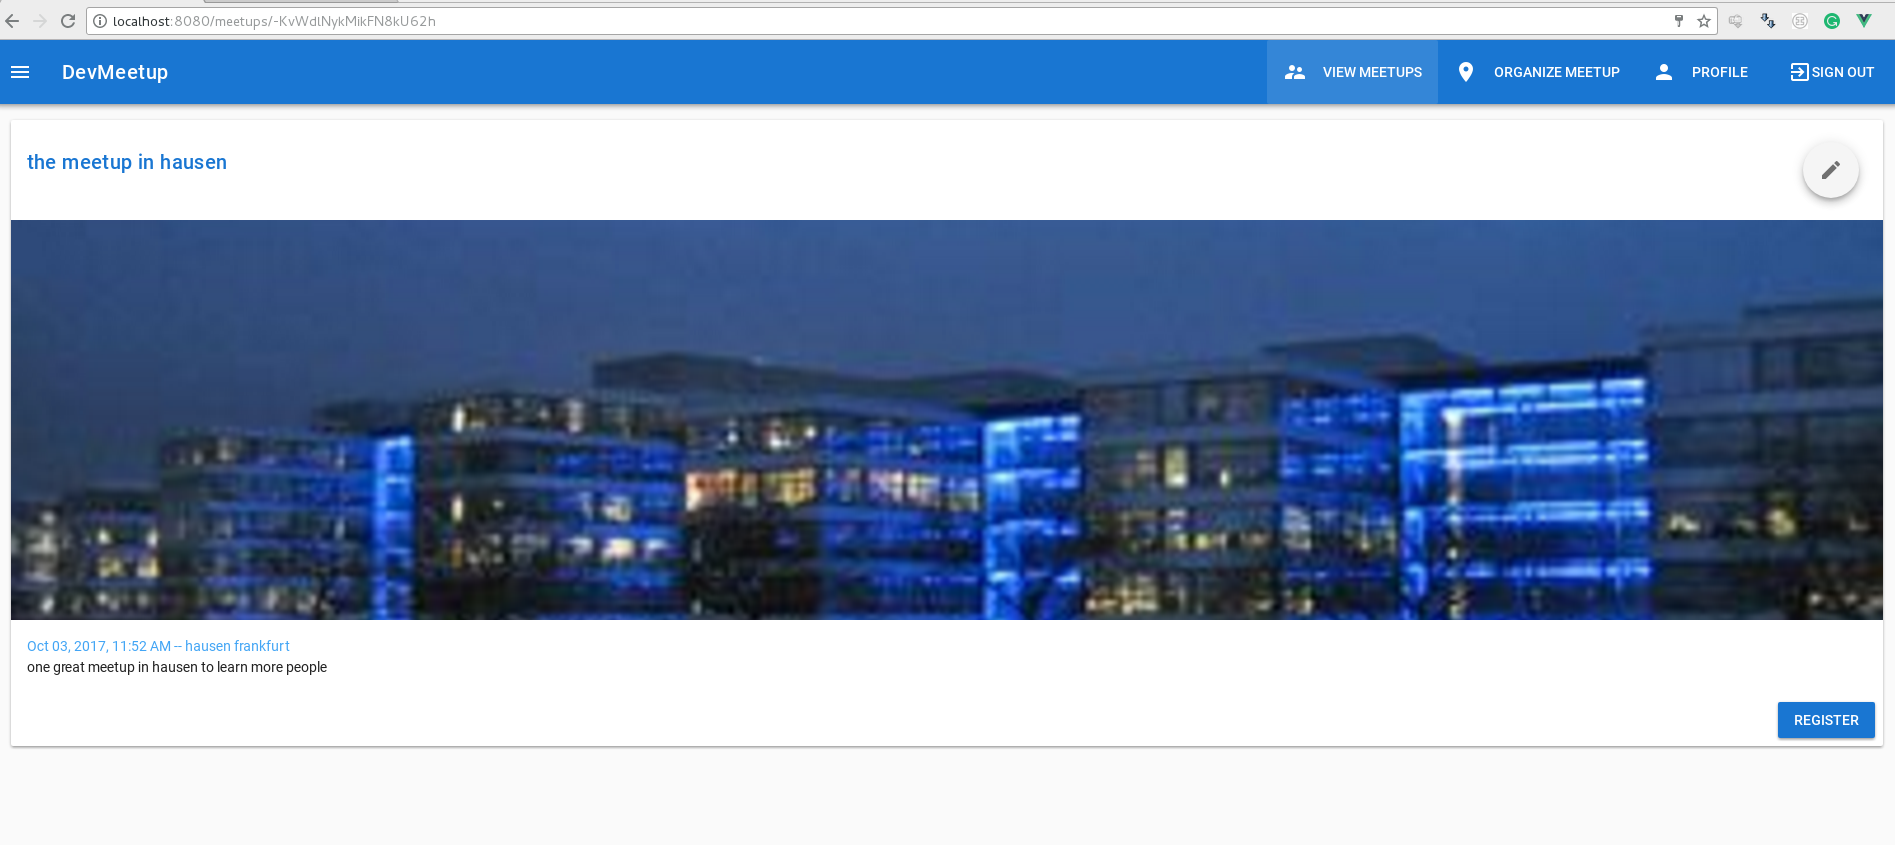 localhost:8080/meetups/-KvWdlNykMikFN8kU62h
DevMeetup
VIEW MEETUPS
ORGANIZE MEETUP
PROFILE
SIGN OUT
the meetup in hausen
Oct 03, 2017, 11:52 AM – hausen frankfurt
one great meetup in hausen to learn more people
REGISTER